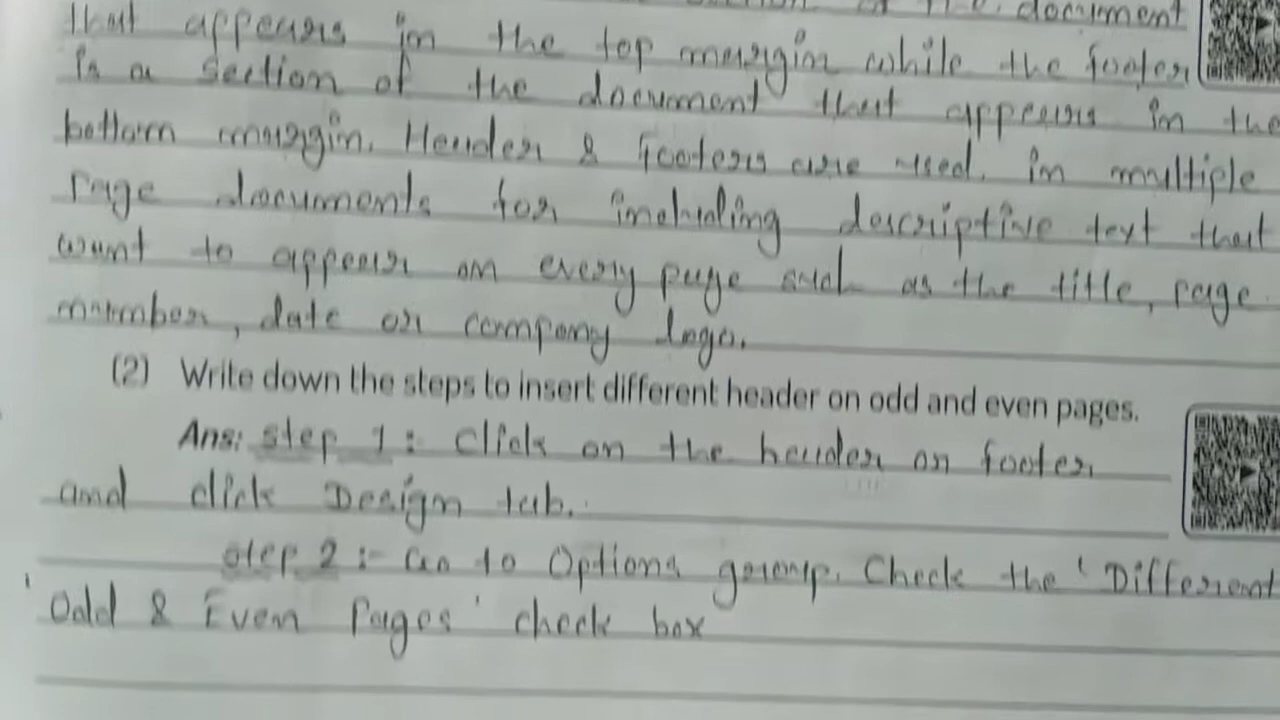 of the document
that appears in the top margin while the footer
is a section of the document that appears in the
bottom margin. Header & footers are used. in multiple
Page documents for including descriptive text that
want to appear on every page such as the title, page
number, date or company logo.
(2) Write down the steps to insert different header on odd and even pages.
Ans: Step 1: Click on the header or footer
and click Design tab.
Step 2:- Go to Options group. Check the 'Different
Odd & Even Pages' check box